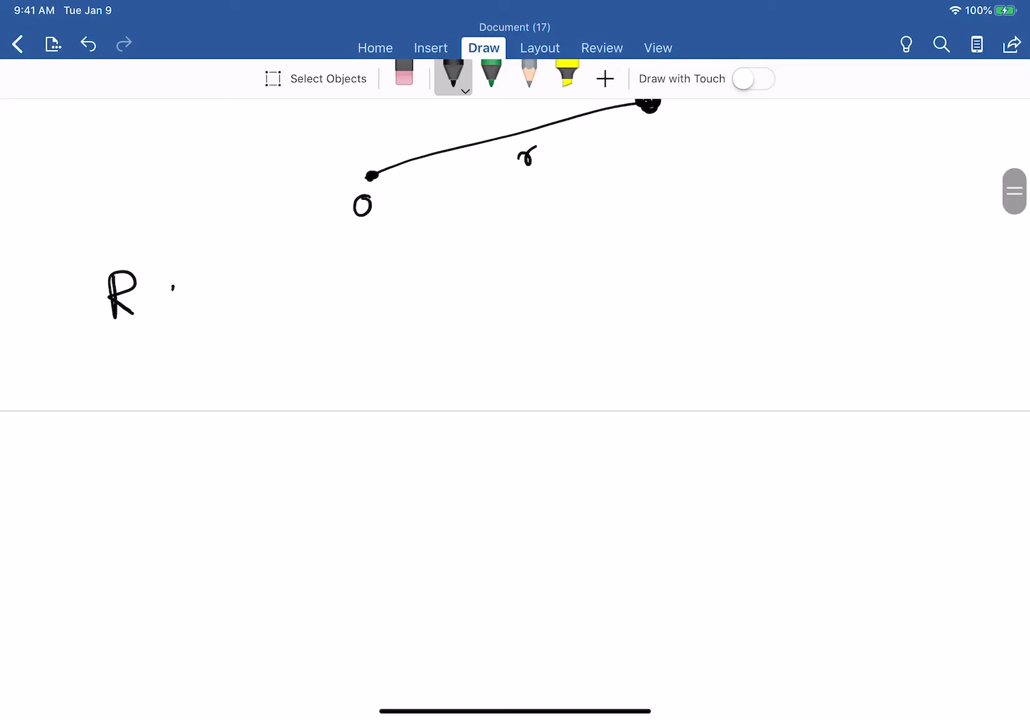 9:41 AM Tue Jan 9
100%
Document (17)
Home Insert Draw Layout Review View
Select Objects
Draw with Touch
r
O
R